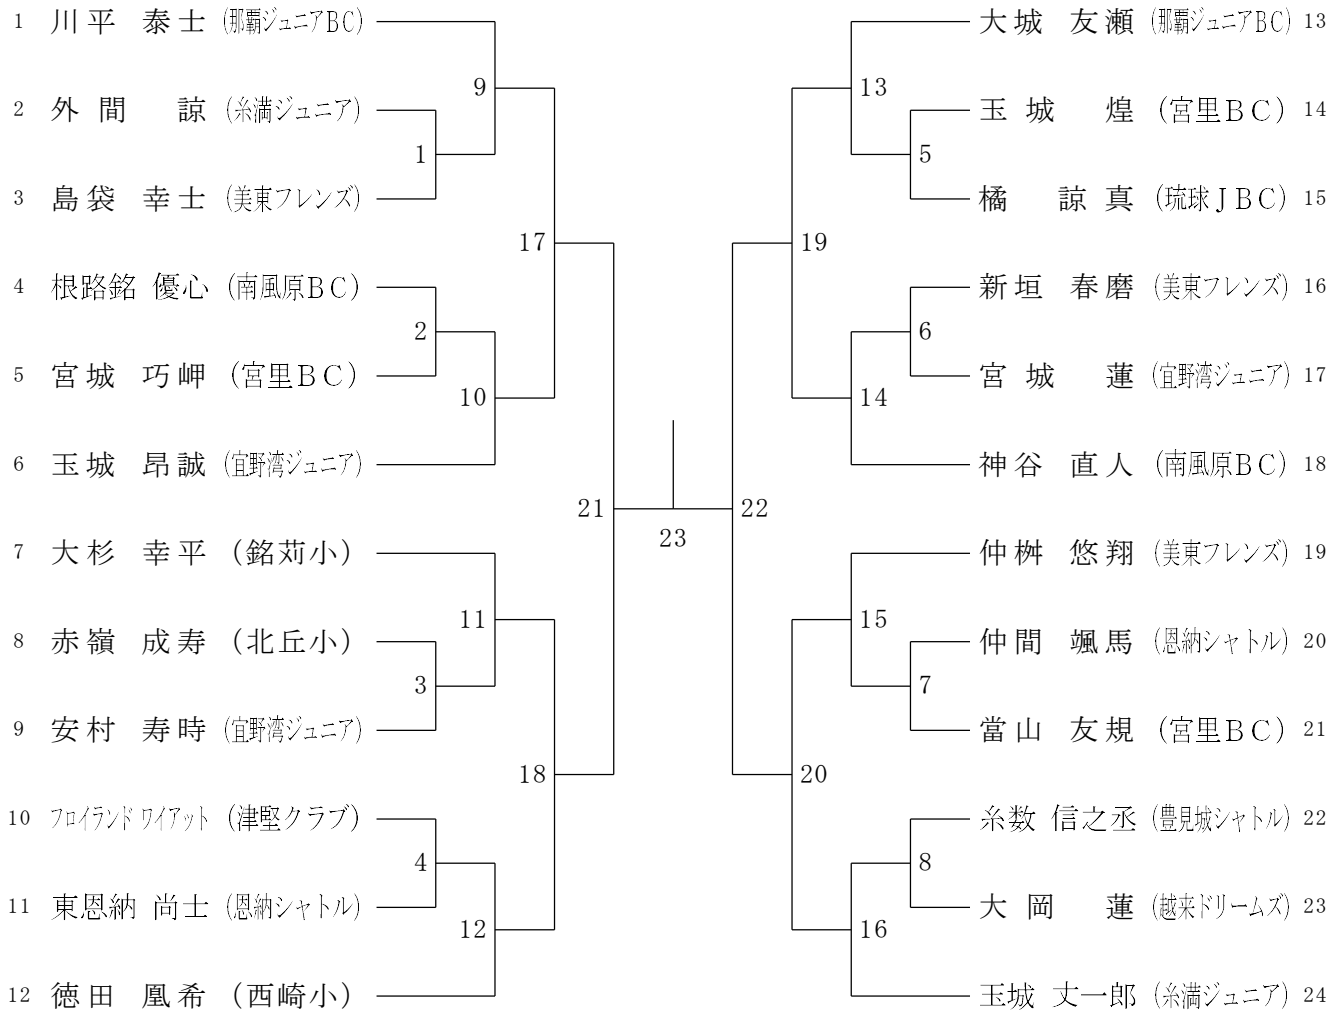 1 川平 泰士 (那覇ジュニアBC)
2 外間 諒 (糸満ジュニア)
3 島袋 幸士 (美東フレンズ)
4 根路銘 優心 (南風原BC)
5 宮城 巧岬 (宮里BC)
6 玉城 昂誠 (宜野湾ジュニア)
7 大杉 幸平 (銘苅小)
8 赤嶺 成寿 (北丘小)
9 安村 寿時 (宜野湾ジュニア)
10 フロイランド ワイアット (津堅クラブ)
11 東恩納 尚士 (恩納シャトル)
12 徳田 凰希 (西崎小)
9
1
17
2
10
21
11
3
18
4
12
23
13
5
19
6
14
22
15
7
20
8
16
大城 友瀬 (那覇ジュニアBC) 13
玉城 煌 (宮里BC) 14
橘 諒真 (琉球JBC) 15
新垣 春磨 (美東フレンズ) 16
宮城 蓮 (宜野湾ジュニア) 17
神谷 直人 (南風原BC) 18
仲桝 悠翔 (美東フレンズ) 19
仲間 颯馬 (恩納シャトル) 20
當山 友規 (宮里BC) 21
糸数 信之丞 (豊見城シャトル) 22
大岡 蓮 (越来ドリームズ) 23
玉城 丈一郎 (糸満ジュニア) 24